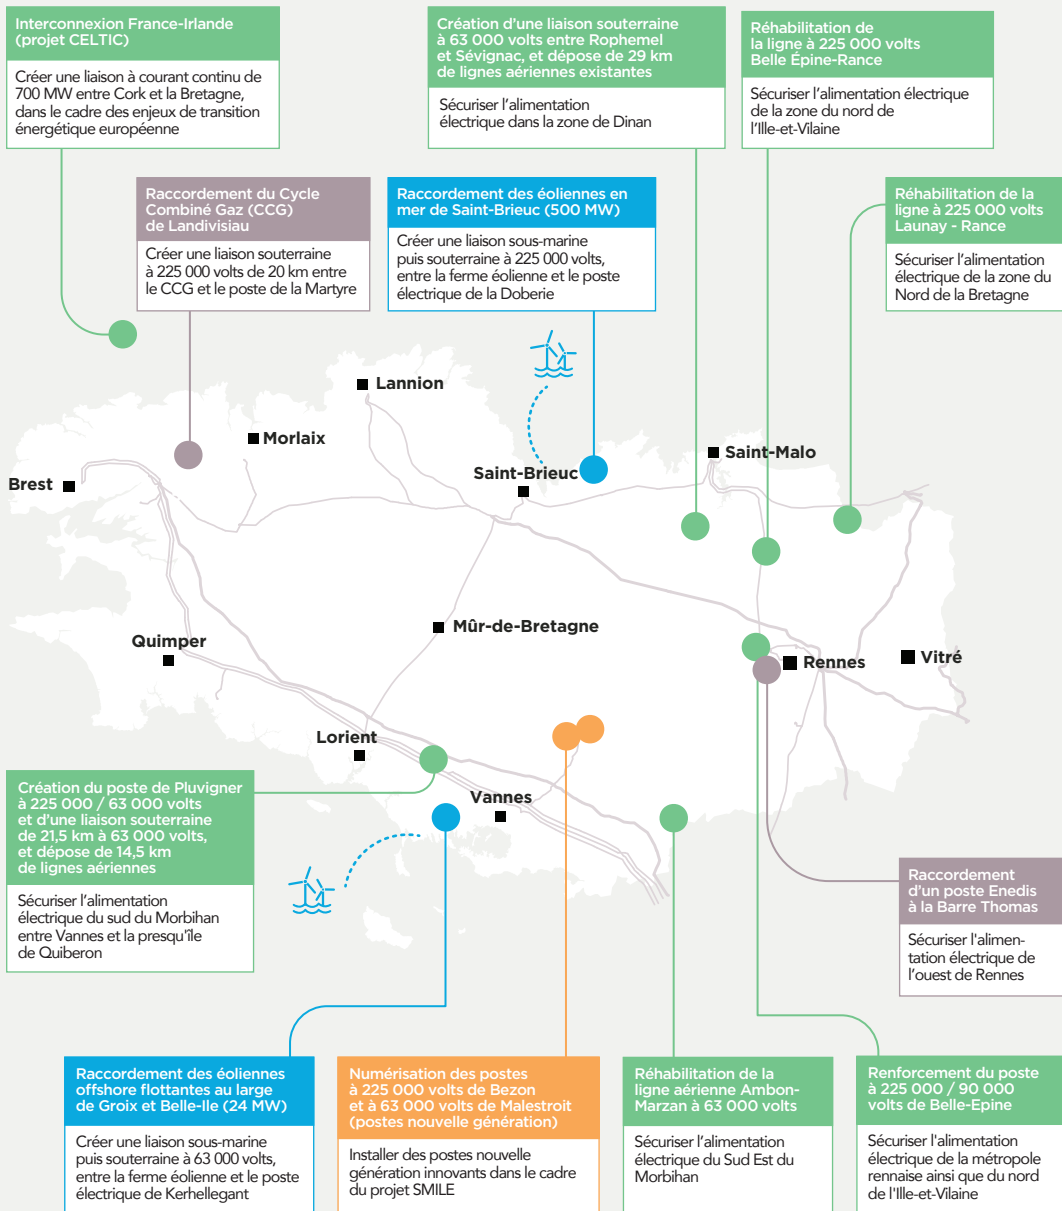 Interconnexion France-Irlande
(projet CELTIC)
Créer une liaison à courant continu de
700 MW entre Cork et la Bretagne,
dans le cadre des enjeux de transition
énergétique européenne
Création d'une liaison souterraine
à 63 000 volts entre Rophemel
et Sévignac, et dépose de 29 km
de lignes aériennes existantes
Sécuriser l'alimentation
électrique dans la zone de Dinan
Réhabilitation de
la ligne à 225 000 volts
Belle Épine-Rance
Sécuriser l'alimentation électrique
de la zone du nord de
l'Ille-et-Vilaine
Raccordement du Cycle
Combiné Gaz (CCG)
de Landivisiau
Créer une liaison souterraine
à 225 000 volts de 20 km entre
le CCG et le poste de la Martyre
Raccordement des éoliennes en
mer de Saint-Brieuc (500 MW)
Créer une liaison sous-marine
puis souterraine à 225 000 volts,
entre la ferme éolienne et le poste
électrique de la Doberie
Réhabilitation de la
ligne à 225 000 volts
Launay - Rance
Sécuriser l'alimentation
électrique de la zone du
Nord de la Bretagne
Lannion
Morlaix
Saint-Malo
Brest
Saint-Brieuc
Mûr-de-Bretagne
Quimper
Rennes
Vitré
Lorient
Vannes
Création du poste de Pluvigner
à 225 000 / 63 000 volts
et d'une liaison souterraine
de 21,5 km à 63 000 volts,
et dépose de 14,5 km
de lignes aériennes
Sécuriser l'alimentation
électrique du sud du Morbihan
entre Vannes et la presqu'île
de Quiberon
Raccordement
d'un poste Enedis
à la Barre Thomas
Sécuriser l'alimen-
tation électrique de
l'ouest de Rennes
Raccordement des éoliennes
offshore flottantes au large
de Groix et Belle-Ile (24 MW)
Créer une liaison sous-marine
puis souterraine à 63 000 volts,
entre la ferme éolienne et le poste
électrique de Kerhellegant
Numérisation des postes
à 225 000 volts de Bezon
et à 63 000 volts de Malestroit
(postes nouvelle génération)
Installer des postes nouvelle
génération innovants dans le cadre
du projet SMILE
Réhabilitation de la
ligne aérienne Ambon-
Marzan à 63 000 volts
Sécuriser l'alimentation
électrique du Sud Est du
Morbihan
Renforcement du poste
à 225 000 / 90 000
volts de Belle-Epine
Sécuriser l'alimentation
électrique de la métropole
rennaise ainsi que du nord
de l'Ille-et-Vilaine